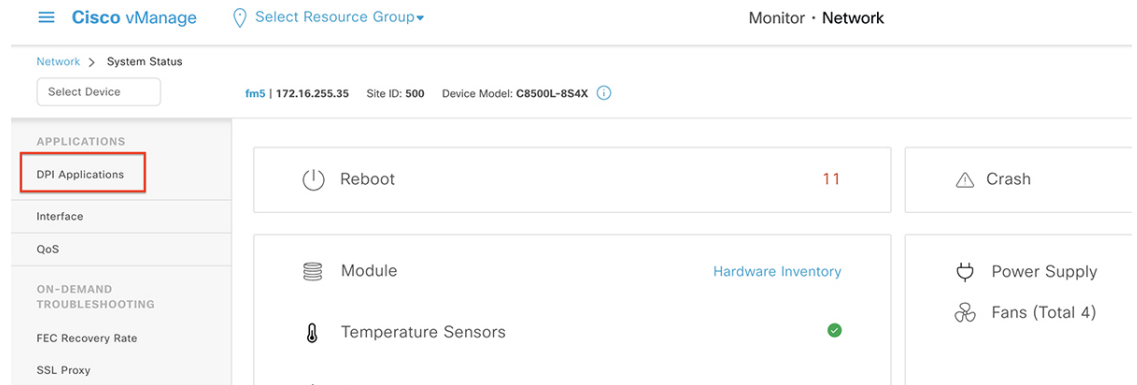 Cisco vManage
Select Resource Group
Monitor · Network
Network > System Status
Select Device
fm5 | 172.16.255.35 Site ID: 500 Device Model: C8500L-8S4X
APPLICATIONS
DPI Applications
Interface
QoS
ON-DEMAND
TROUBLESHOOTING
FEC Recovery Rate
SSL Proxy
Reboot 11
Crash
Module Hardware Inventory
Temperature Sensors
Power Supply
Fans (Total 4)